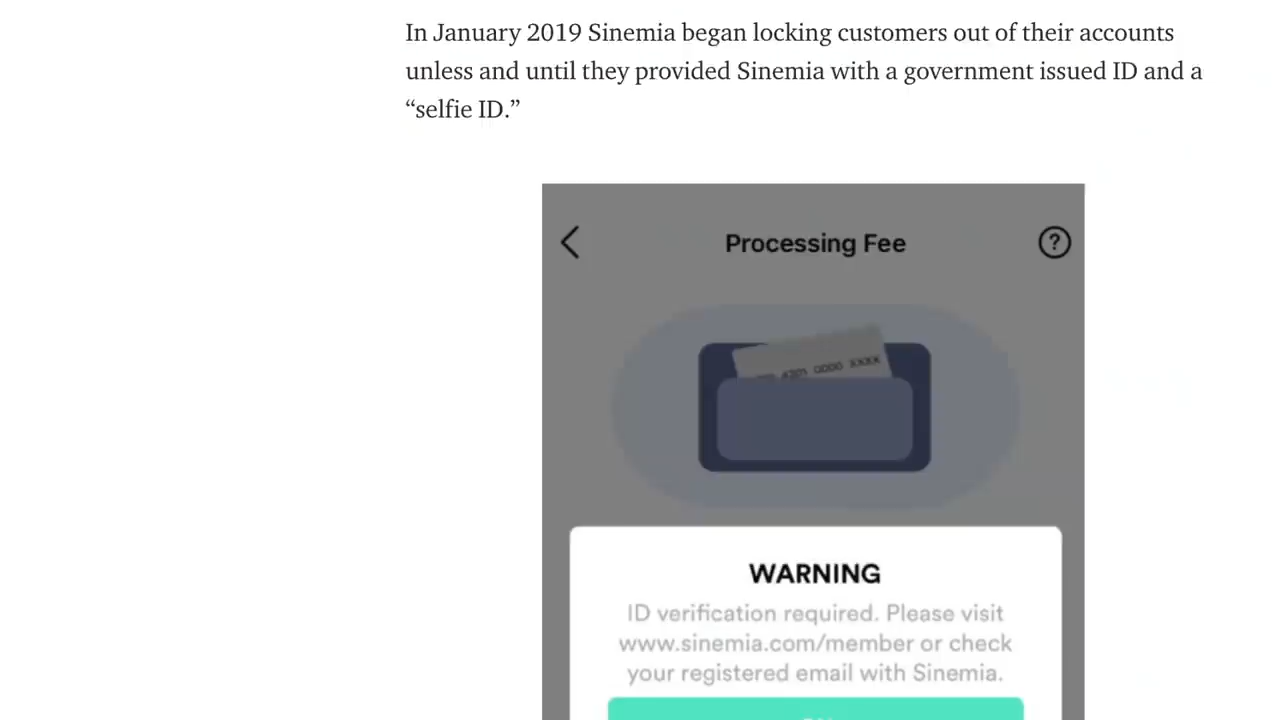 In January 2019 Sinemia began locking customers out of their accounts
unless and until they provided Sinemia with a government issued ID and a
“selfie ID.”
Processing Fee
?
0000 XXXX
WARNING
ID verification required. Please visit
www.sinemia.com/member or check
your registered email with Sinemia.